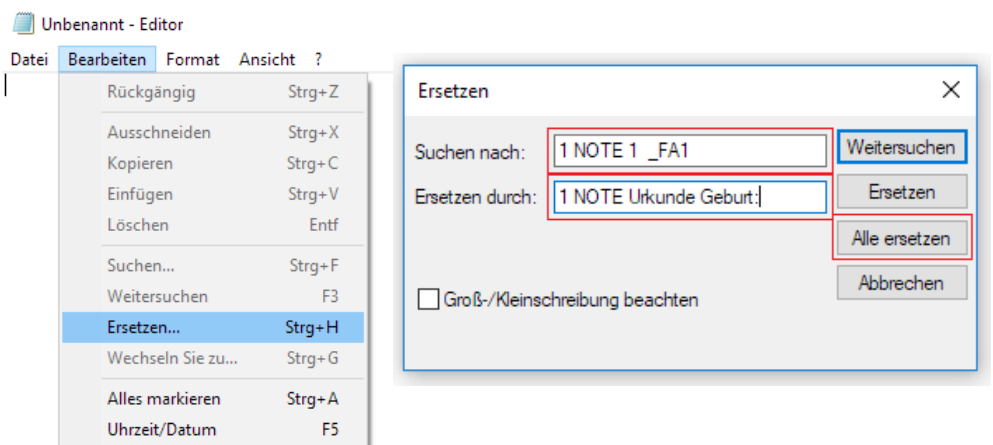 Unbenannt - Editor
Datei Bearbeiten Format Ansicht ?
Rückgängig Strg+Z
Ausschneiden Strg+X
Kopieren Strg+C
Einfügen Strg+V
Löschen Entf
Suchen... Strg+F
Weitersuchen F3
Ersetzen... Strg+H
Wechseln Sie zu... Strg+G
Alles markieren Strg+A
Uhrzeit/Datum F5
Ersetzen
Suchen nach: 1 NOTE 1  _FA1 Weitersuchen
Ersetzen durch: 1 NOTE Urkunde Geburt: Ersetzen
Alle ersetzen
Abbrechen
Groß-/Kleinschreibung beachten